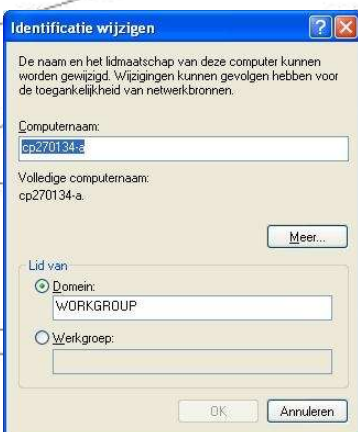 Identificatie wijzigen
De naam en het lidmaatschap van deze computer kunnen
worden gewijzigd. Wijzigingen kunnen gevolgen hebben voor
de toegankelijkheid van netwerkbronnen.
Computernaam:
cp270134-a
Volledige computernaam:
cp270134-a.
Meer...
Lid van
Domein:
WORKGROUP
Werkgroep:
OK
Annuleren